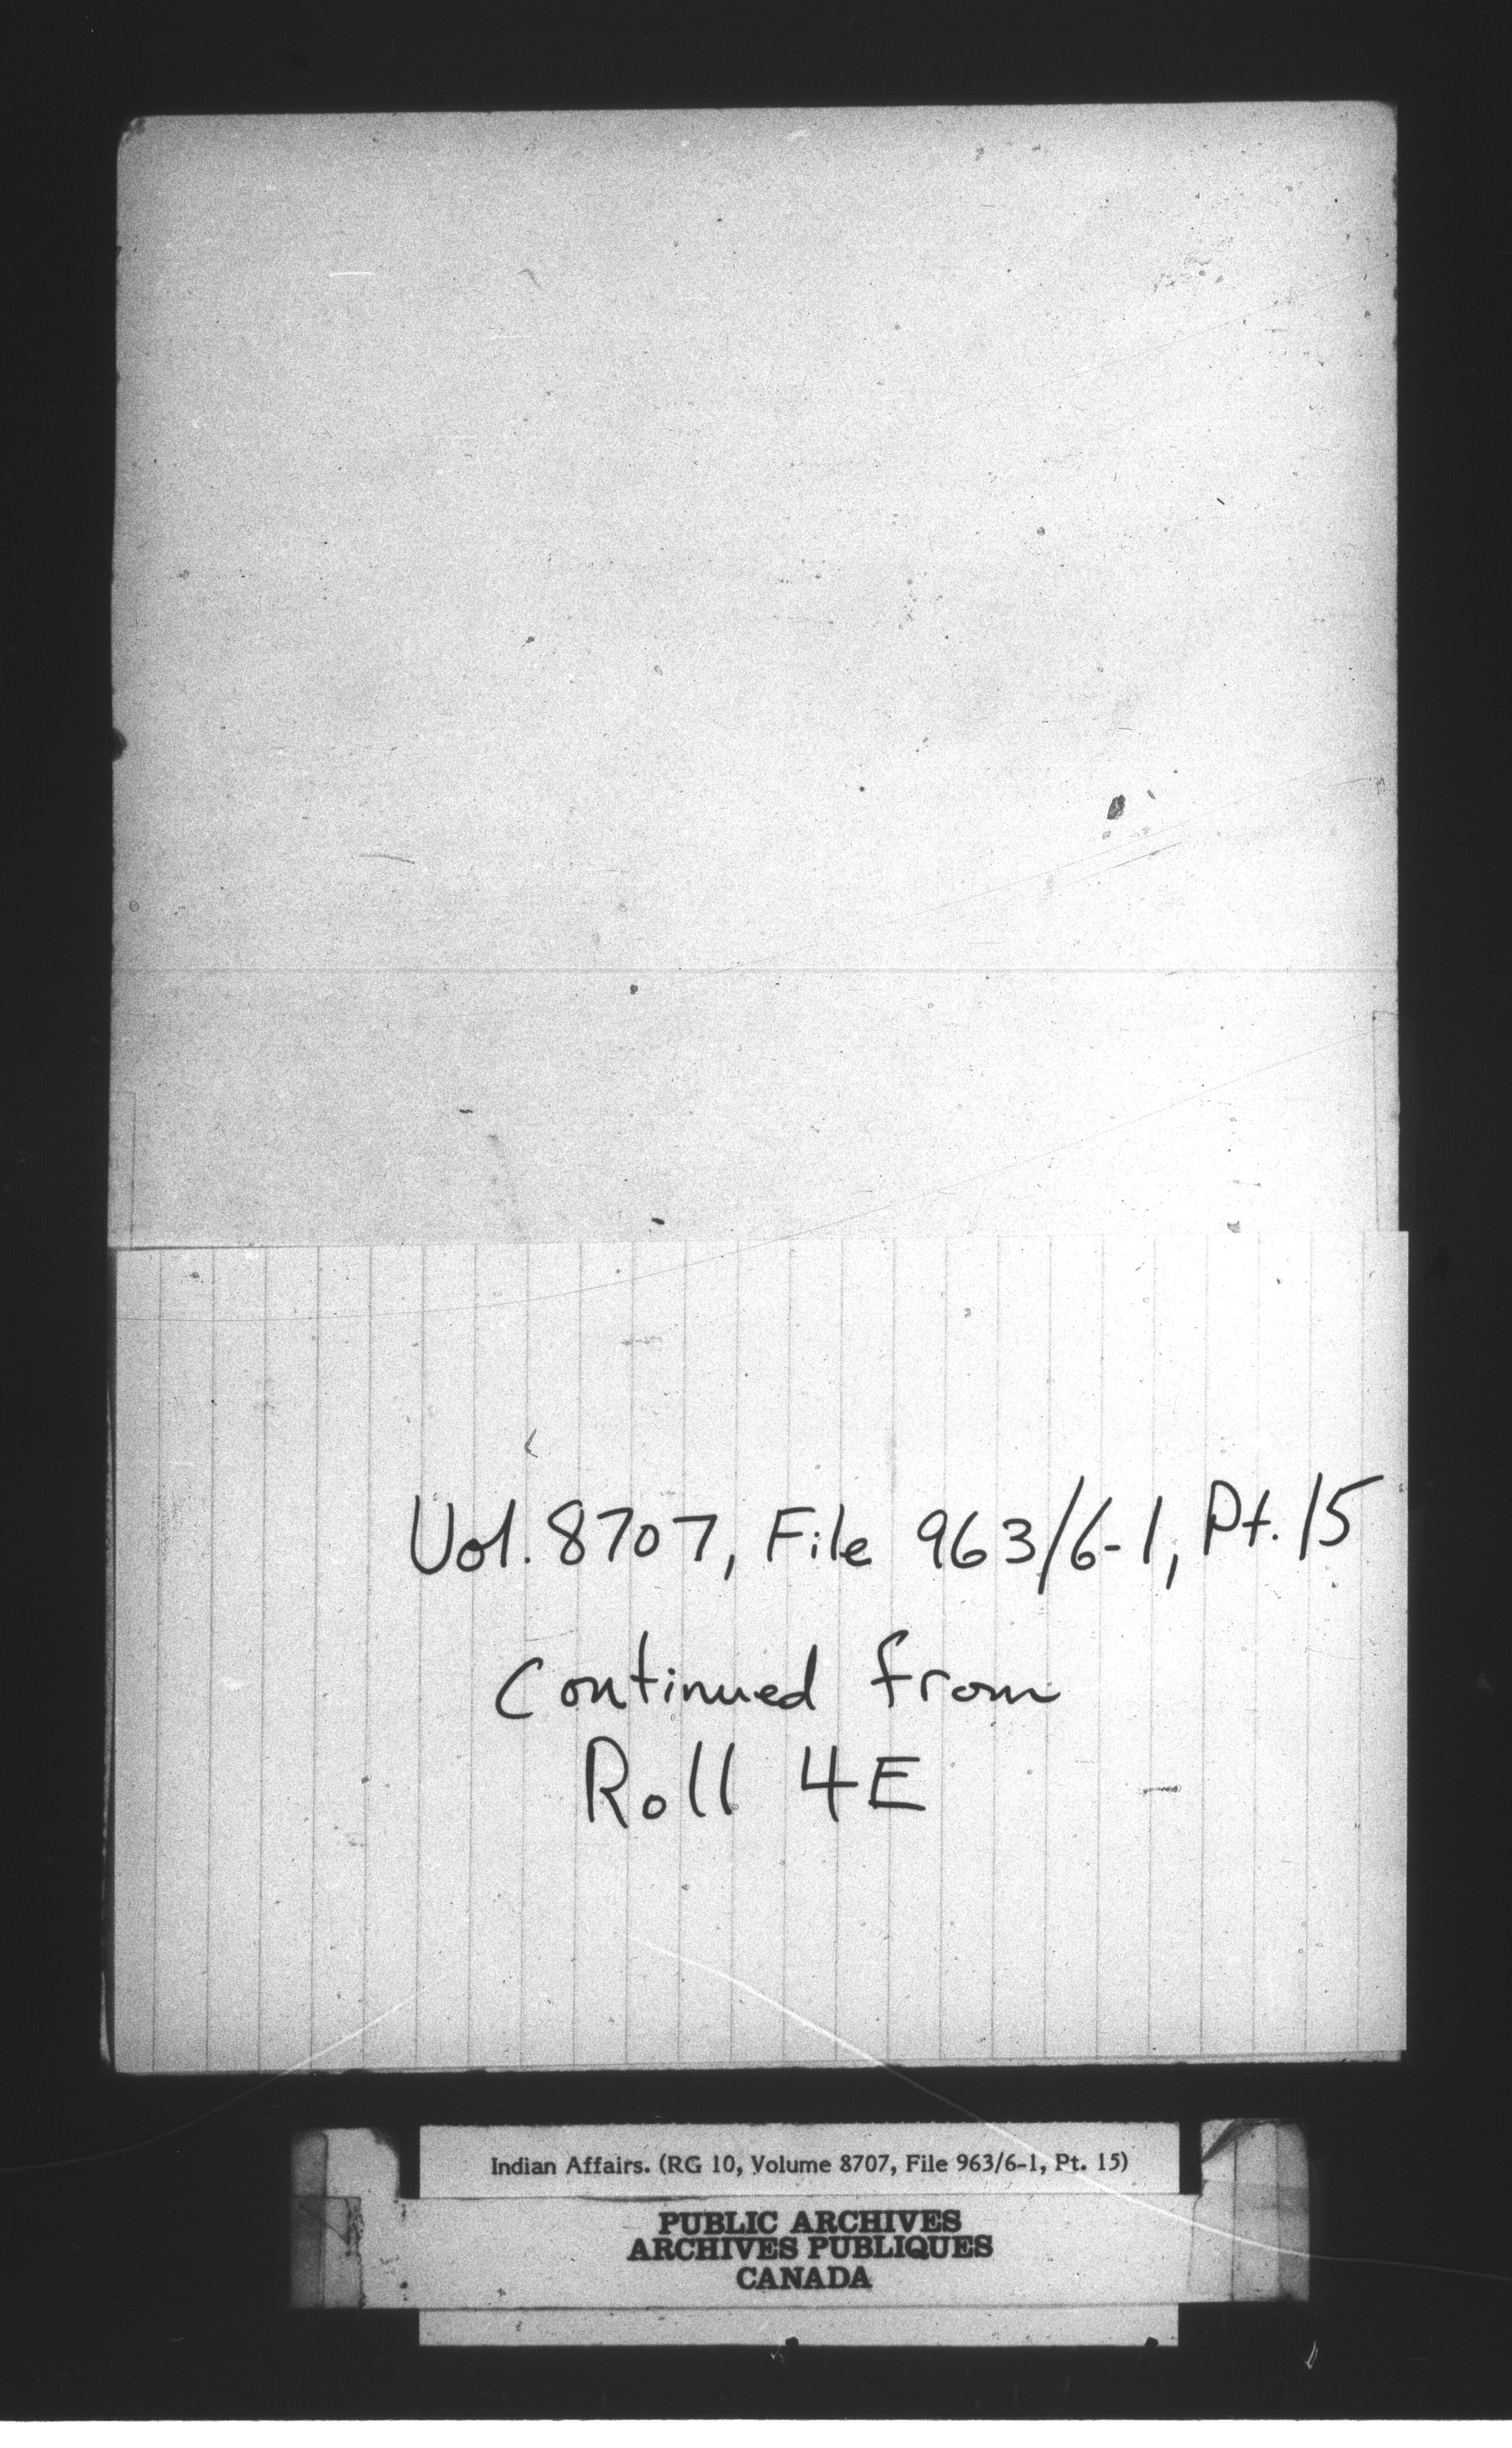 Vol. 8707, File 963/6-1, Pt. 15
Continued from
Roll 4E
Indian Affairs. (RG 10, Volume 8707, File 963/6-1, Pt. 15)
PUBLIC ARCHIVES
ARCHIVES PUBLIQUES
CANADA